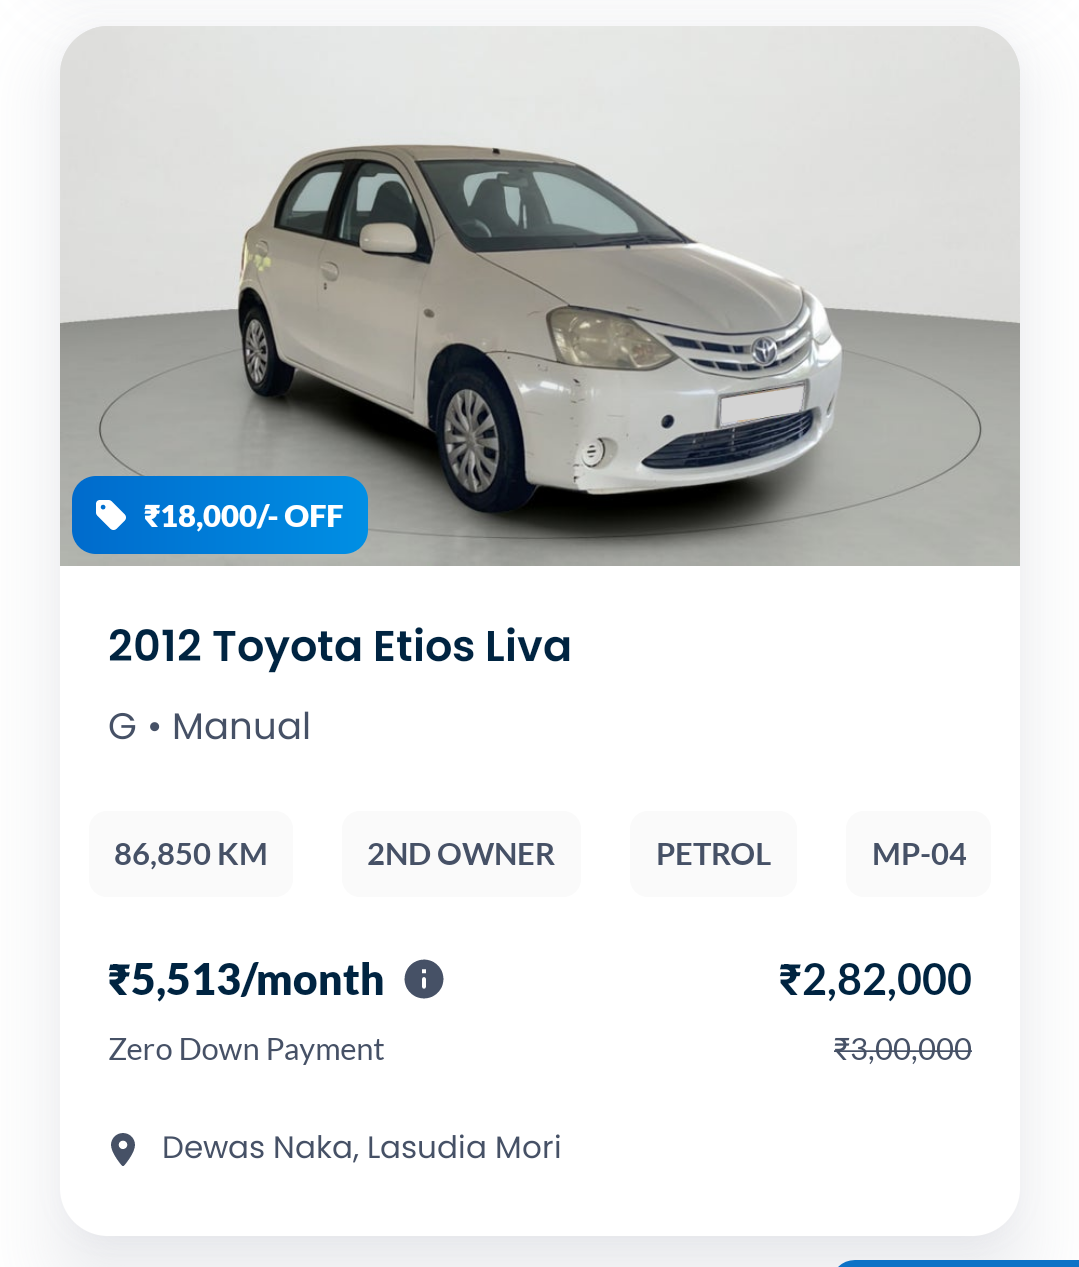 ₹18,000/- OFF
2012 Toyota Etios Liva
G • Manual
86,850 KM
2ND OWNER
PETROL
MP-04
₹5,513/month
₹2,82,000
Zero Down Payment
₹3,00,000
Dewas Naka, Lasudia Mori